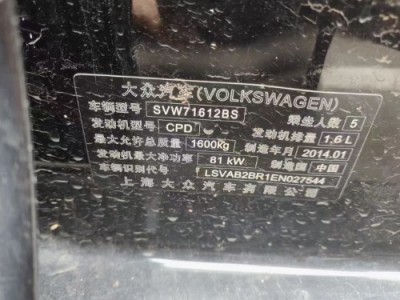 大众汽车(VOLKSWAGEN)
车辆型号 SVW71612BS 乘坐人数 5
发动机型号 CPD 发动机排量 1.6 L
最大允许总质量 1600kg 制造年月 2014.01
发动机最大净功率 81 kW 制造国 中国
车辆识别代号 LSVAB2BR1EN027544
上海大众汽车有限公司